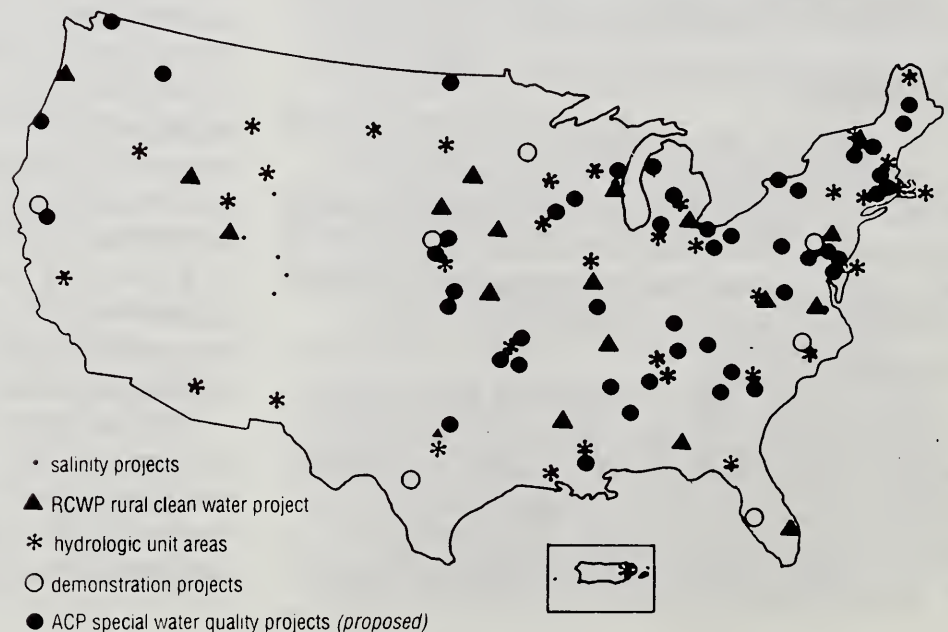 salinity projects
RCWP rural clean water project
hydrologic unit areas
demonstration projects
ACP special water quality projects (proposed)